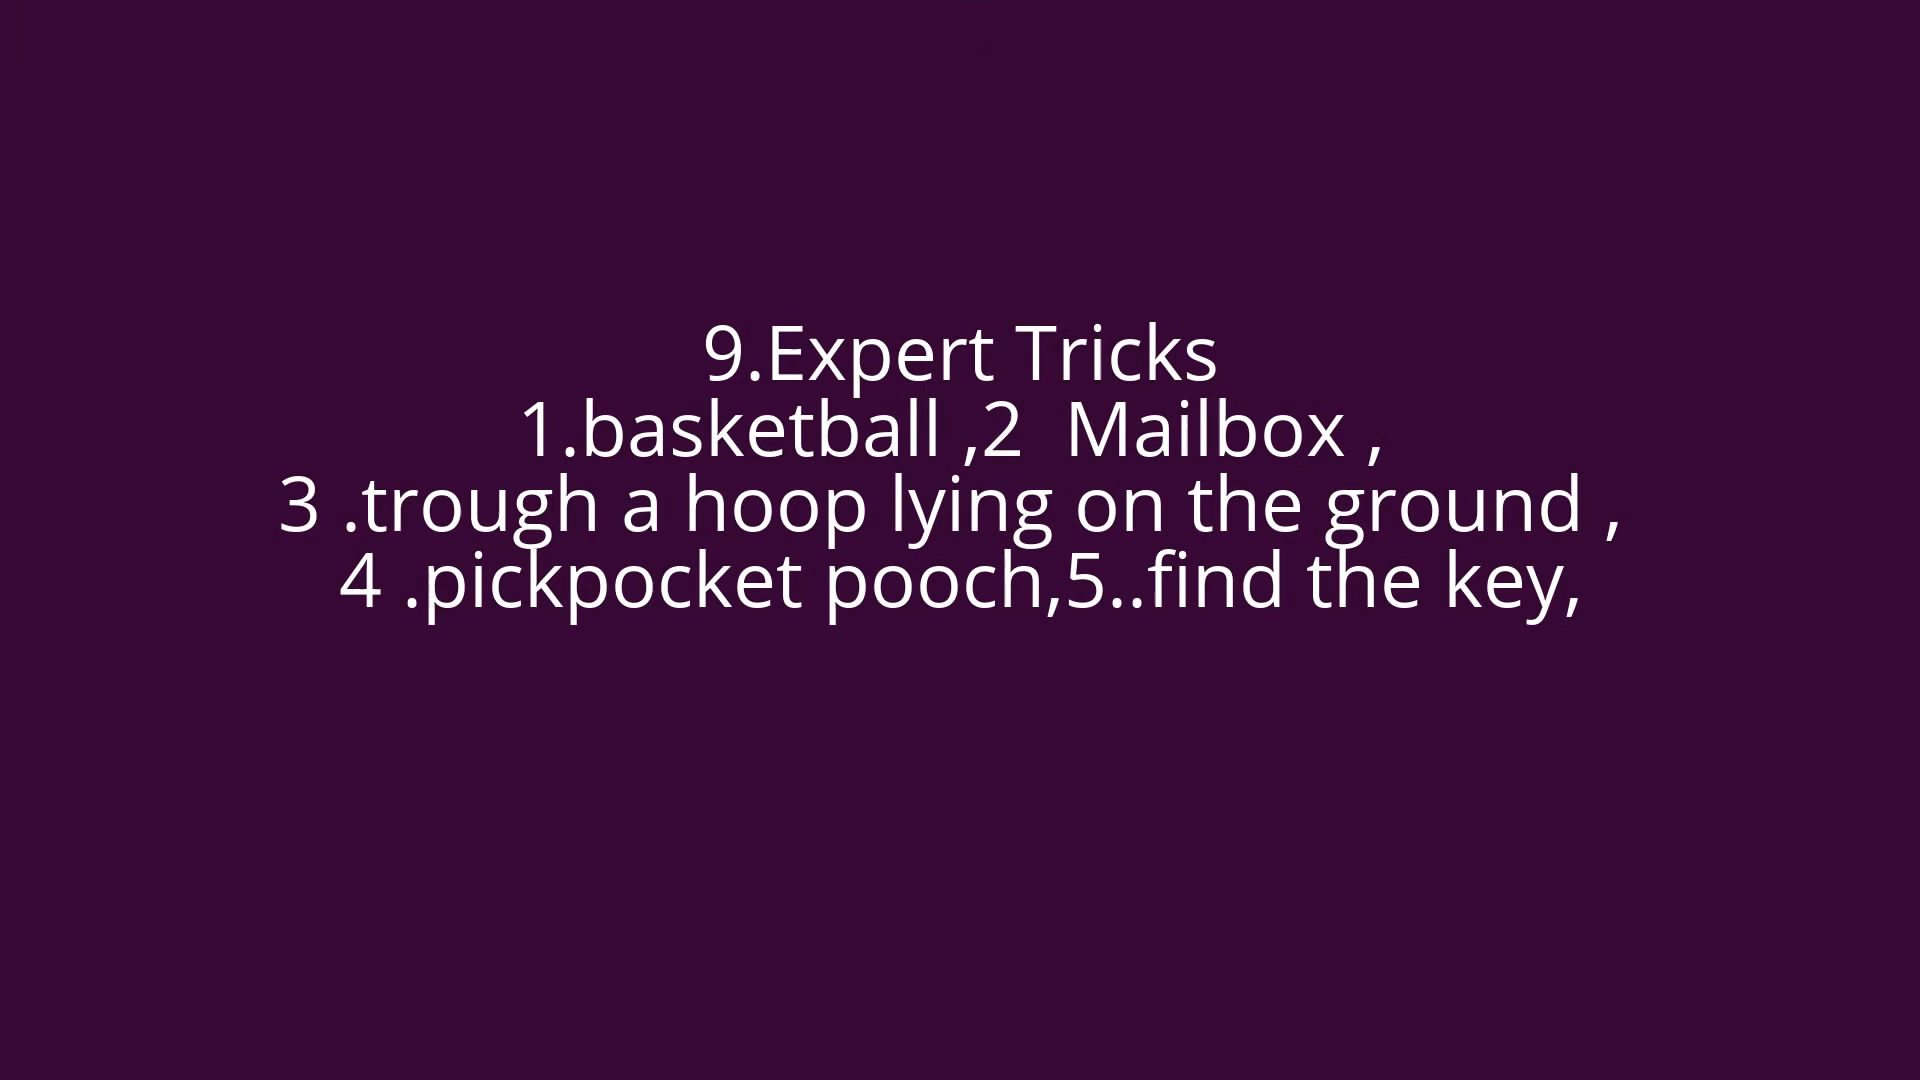 9.Expert Tricks
1.basketball ,2  Mailbox ,
3 .trough a hoop lying on the ground ,
4 .pickpocket pooch,5..find the key,